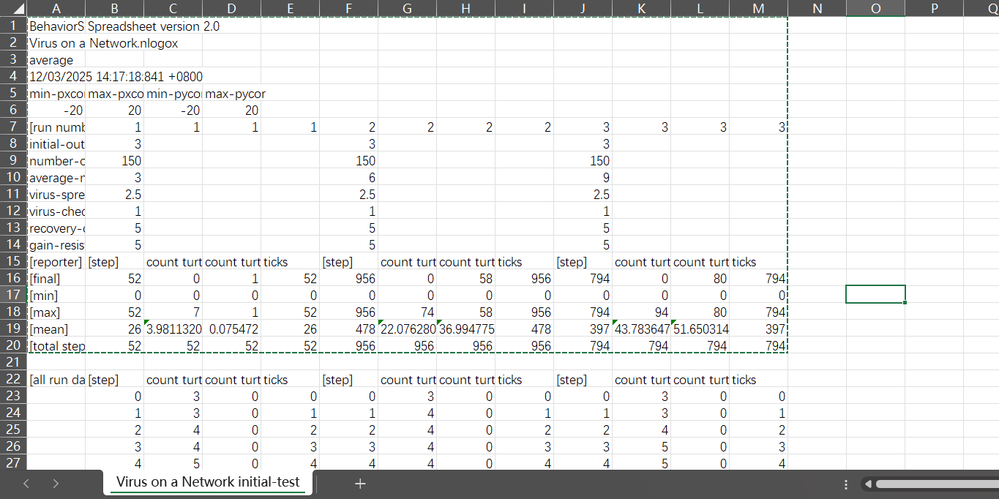 A B C D E F G H I J K L M N O P Q
1 BehaviorS Spreadsheet version 2.0
2 Virus on a Network.nlogox
3 average
4 12/03/2025 14:17:18:841 +0800
5 min-pxco max-pxco min-pyco max-pycor
6 -20 20 -20 20
7 [run numb 1 1 1 1 2 2 2 2 3 3 3 3
8 initial-out 3 3 3
9 number-o 150 150 150
10 average-n 3 6 9
11 virus-spre 2.5 2.5 2.5
12 virus-chec 1 1 1
13 recovery- 5 5 5
14 gain-resis 5 5 5
15 [reporter] [step] count turt count turt ticks [step] count turt count turt ticks [step] count turt count turt ticks
16 [final] 52 0 1 52 956 0 58 956 794 0 80 794
17 [min] 0 0 0 0 0 0 0 0 0 0 0 0
18 [max] 52 7 1 52 956 74 58 956 794 94 80 794
19 [mean] 26 3.9811320 0.075472 26 478 22.076280 36.994775 478 397 43.783647 51.650314 397
20 [total step 52 52 52 52 956 956 956 956 794 794 794 794
21
22 [all run da [step] count turt count turt ticks [step] count turt count turt ticks [step] count turt count turt ticks
23 0 3 0 0 0 3 0 0 0 3 0 0
24 1 3 0 1 1 4 0 1 1 3 0 1
25 2 4 0 2 2 4 0 2 2 4 0 2
26 3 4 0 3 3 4 0 3 3 5 0 3
27 4 5 0 4 4 4 0 4 4 5 0 4
Virus on a Network initial-test